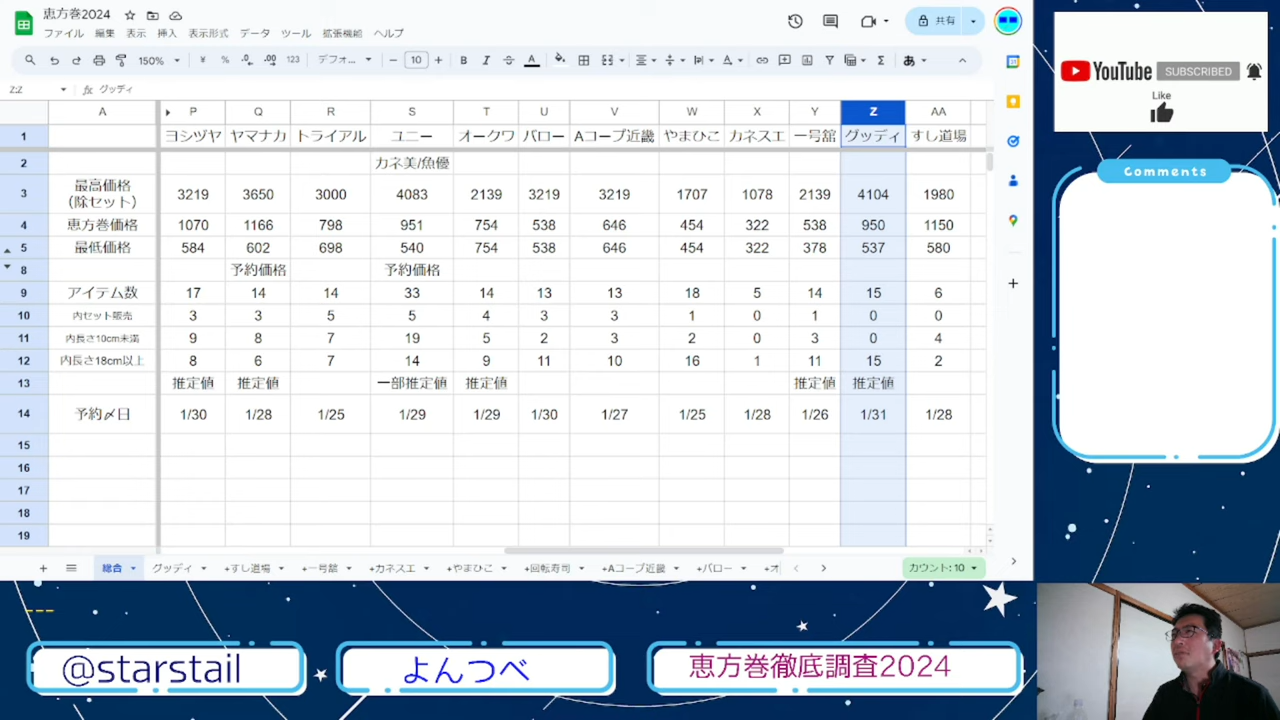 恵方巻2024
ファイル 編集 表示 挿入 表示形式 データ ツール 拡張機能 ヘルプ
共有
150% ¥ % .0 .00 123 デフォ... 10 B I A あ
Z:Z fx グッディ
A P Q R S T U V W X Y Z AA
1 ヨシヅヤ ヤマナカ トライアル ユニー オークワ バロー Aコープ近畿 やまひこ カネスエ 一号舘 グッディ すし道場
2 カネ美/魚優
3 最高価格(除セット) 3219 3650 3000 4083 2139 3219 3219 1707 1078 2139 4104 1980
4 恵方巻価格 1070 1166 798 951 754 538 646 454 322 538 950 1150
5 最低価格 584 602 698 540 754 538 646 454 322 378 537 580
8 予約価格 予約価格
9 アイテム数 17 14 14 33 14 13 13 18 5 14 15 6
10 内セット販売 3 3 5 5 4 3 3 1 0 1 0 0
11 内長さ10cm未満 9 8 7 19 5 2 3 2 0 3 0 4
12 内長さ18cm以上 8 6 7 14 9 11 10 16 1 11 15 2
13 推定値 推定値 一部推定値 推定値 推定値 推定値
14 予約〆日 1/30 1/28 1/25 1/29 1/29 1/30 1/27 1/25 1/28 1/26 1/31 1/28
15
16
17
18
19
総合 グッディ +すし道場 +一号舘 +カネスエ +やまひこ +回転寿司 +Aコープ近畿 +バロー +オ
カウント: 10
YouTube SUBSCRIBED
Like
Comments
@starstail
よんつべ
恵方巻徹底調査2024